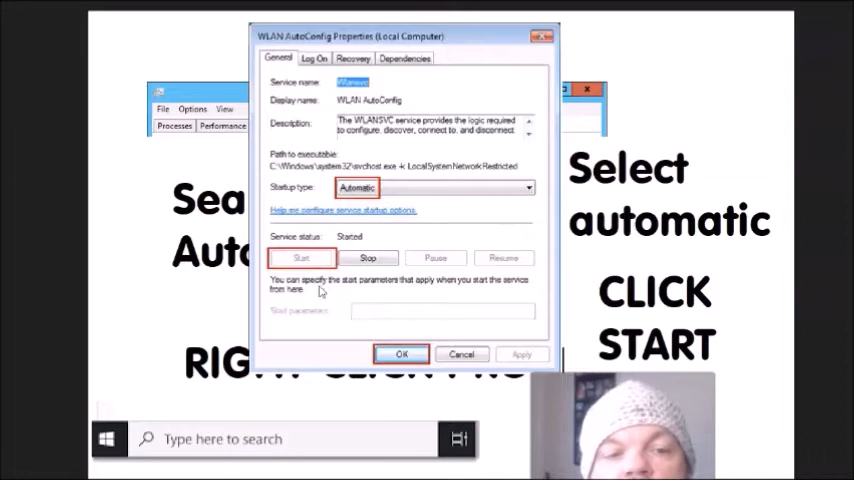 WLAN AutoConfig Properties (Local Computer)
General Log On Recovery Dependencies
Service name: Wlansvc
Display name: WLAN AutoConfig
Description: The WLANSVC service provides the logic required
to configure, discover, connect to, and disconnect
Path to executable:
C:\Windows\system32\svchost.exe -k LocalSystemNetworkRestricted
Startup type: Automatic
Help me configure service startup options.
Service status: Started
Start Stop Pause Resume
You can specify the start parameters that apply when you start the service
from here.
Start parameters:
OK Cancel Apply
File Options View
Processes Performance
Sea
Auto
Select
automatic
CLICK
START
Type here to search